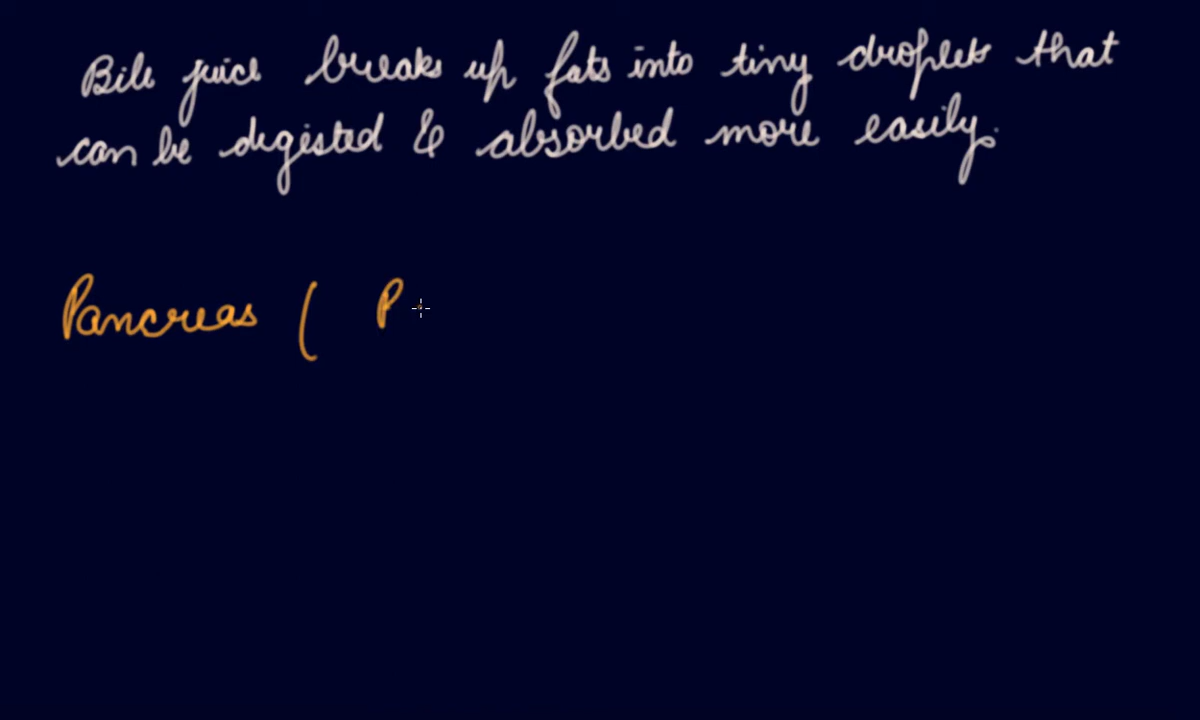 Bile juice breaks up fats into tiny droplets that
can be digested & absorbed more easily.
Pancreas ( P